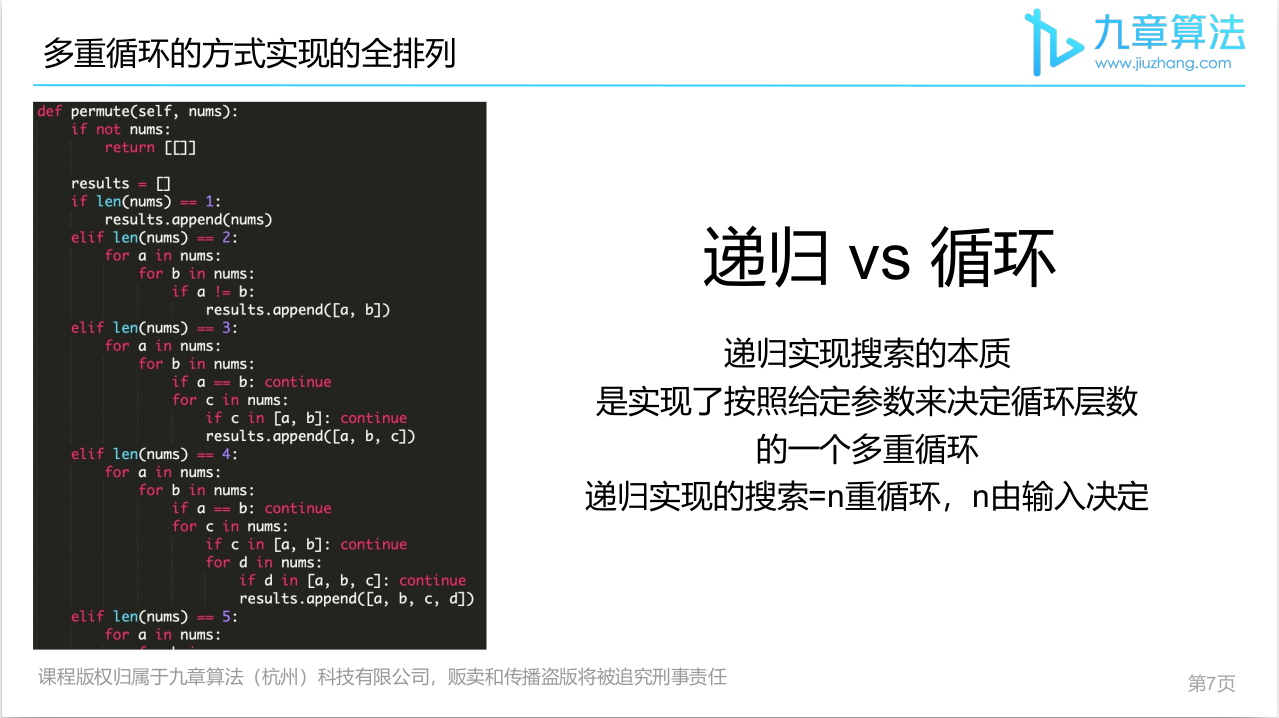 多重循环的方式实现的全排列
九章算法
www.jiuzhang.com
def permute(self, nums):
    if not nums:
        return [[]]
    results = []
    if len(nums) == 1:
        results.append(nums)
    elif len(nums) == 2:
        for a in nums:
            for b in nums:
                if a != b:
                    results.append([a, b])
    elif len(nums) == 3:
        for a in nums:
            for b in nums:
                if a == b: continue
                for c in nums:
                    if c in [a, b]: continue
                    results.append([a, b, c])
    elif len(nums) == 4:
        for a in nums:
            for b in nums:
                if a == b: continue
                for c in nums:
                    if c in [a, b]: continue
                    for d in nums:
                        if d in [a, b, c]: continue
                        results.append([a, b, c, d])
    elif len(nums) == 5:
        for a in nums:
递归 vs 循环
递归实现搜索的本质
是实现了按照给定参数来决定循环层数
的一个多重循环
递归实现的搜索=n重循环，n由输入决定
课程版权归属于九章算法（杭州）科技有限公司，贩卖和传播盗版将被追究刑事责任
第7页